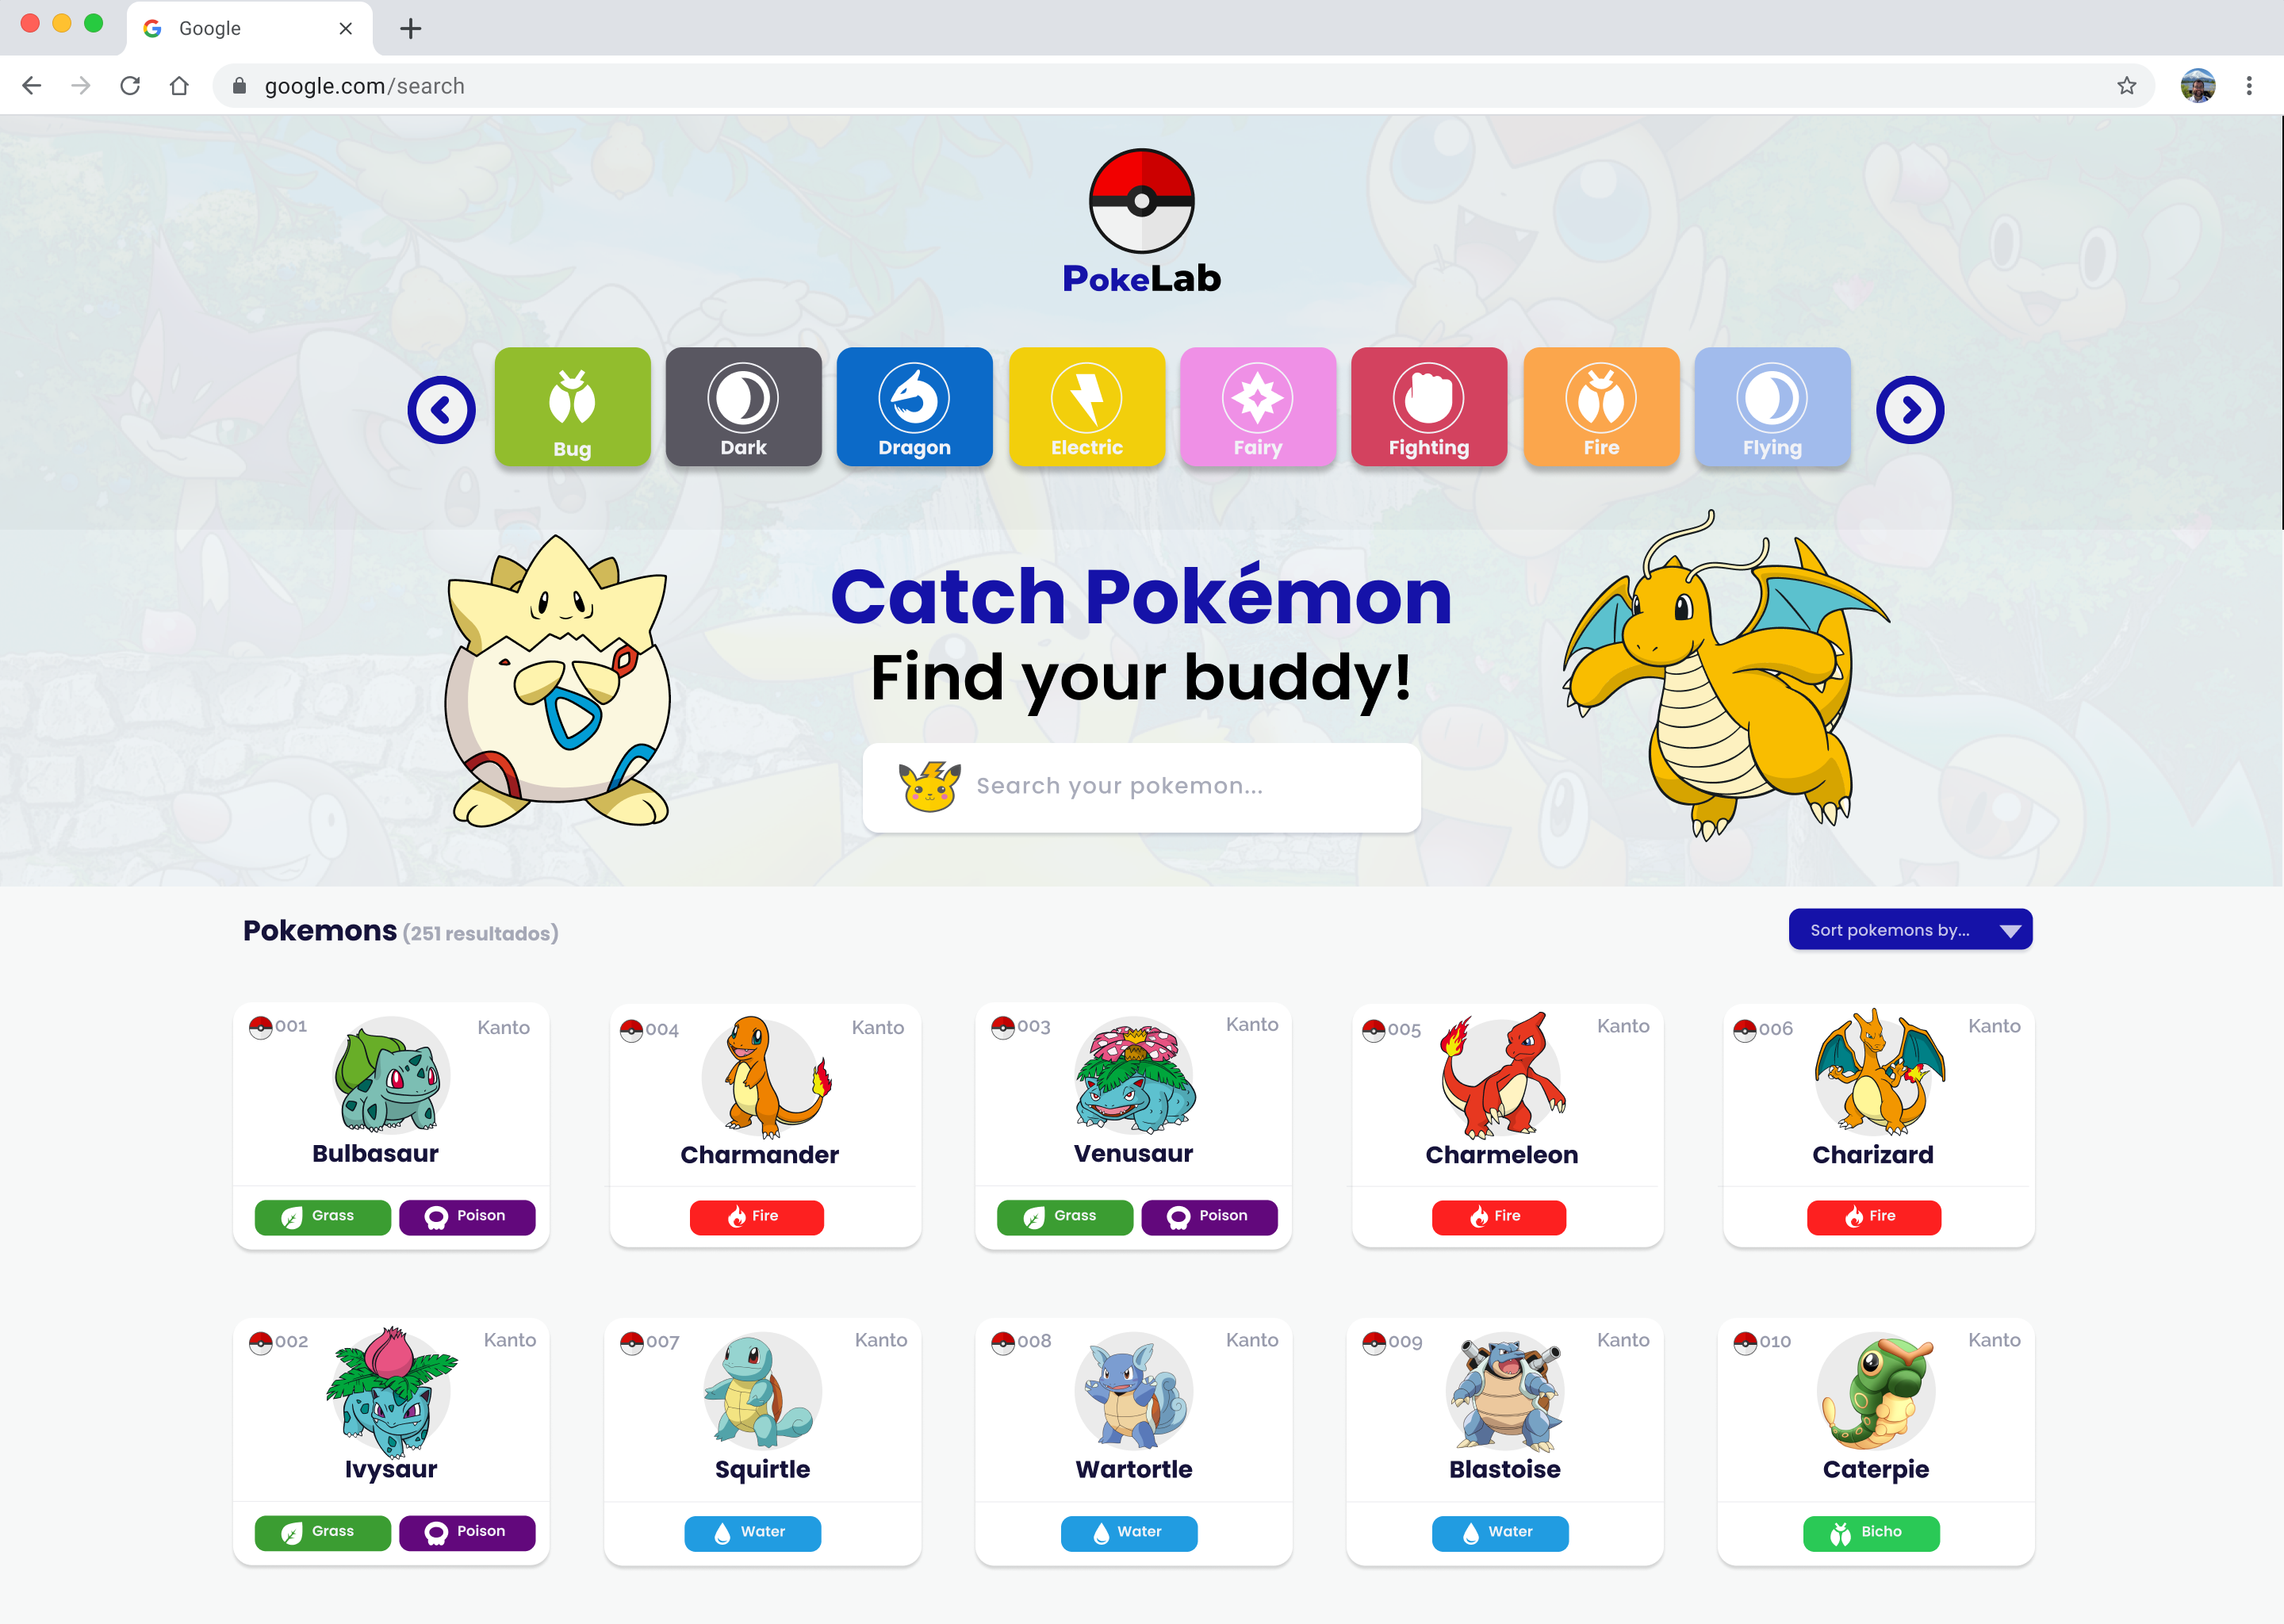 Google
google.com/search
PokeLab
Bug
Dark
Dragon
Electric
Fairy
Fighting
Fire
Flying
Catch Pokémon
Find your buddy!
Search your pokemon...
Pokemons (251 resultados)
Sort pokemons by...
001
Kanto
Bulbasaur
Grass
Poison
004
Kanto
Charmander
Fire
003
Kanto
Venusaur
Grass
Poison
005
Kanto
Charmeleon
Fire
006
Kanto
Charizard
Fire
002
Kanto
Ivysaur
Grass
Poison
007
Kanto
Squirtle
Water
008
Kanto
Wartortle
Water
009
Kanto
Blastoise
Water
010
Kanto
Caterpie
Bicho